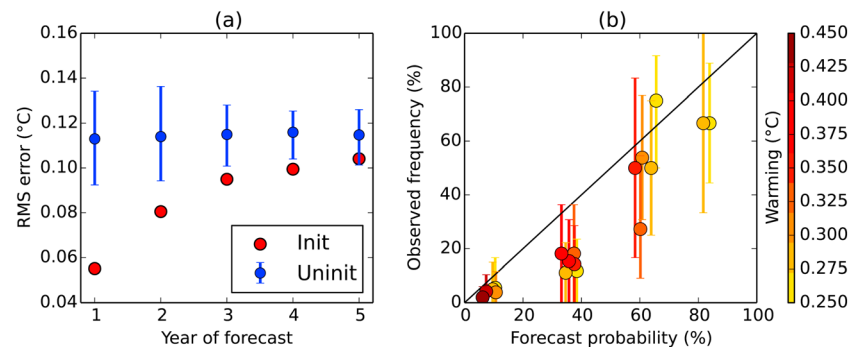 (a)
0.16
0.14
0.12
0.10
0.08
0.06
0.04
RMS error (°C)
1 2 3 4 5
Year of forecast
Init
Uninit
(b)
100
80
60
40
20
0
Observed frequency (%)
0 20 40 60 80 100
Forecast probability (%)
0.450
0.425
0.400
0.375
0.350
0.325
0.300
0.275
0.250
Warming (°C)